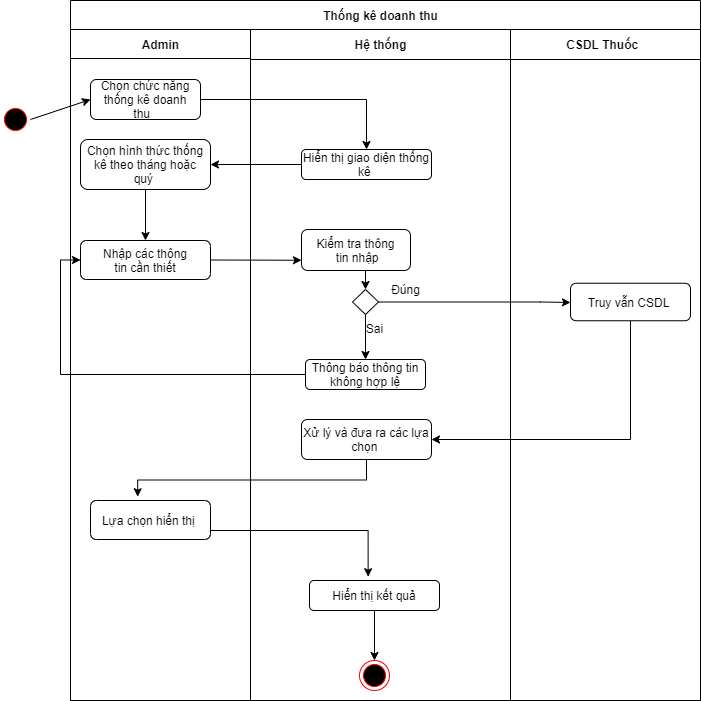 Thống kê doanh thu
Admin
Hệ thống
CSDL Thuốc
Chọn chức năng
thống kê doanh
thu
Hiển thị giao diện thống
kê
Chọn hình thức thống
kê theo tháng hoặc
quý
Nhập các thông
tin cần thiết
Kiểm tra thông
tin nhập
Đúng
Truy vẫn CSDL
Sai
Thông báo thông tin
không hợp lệ
Xử lý và đưa ra các lựa
chọn
Lựa chọn hiển thị
Hiển thị kết quả